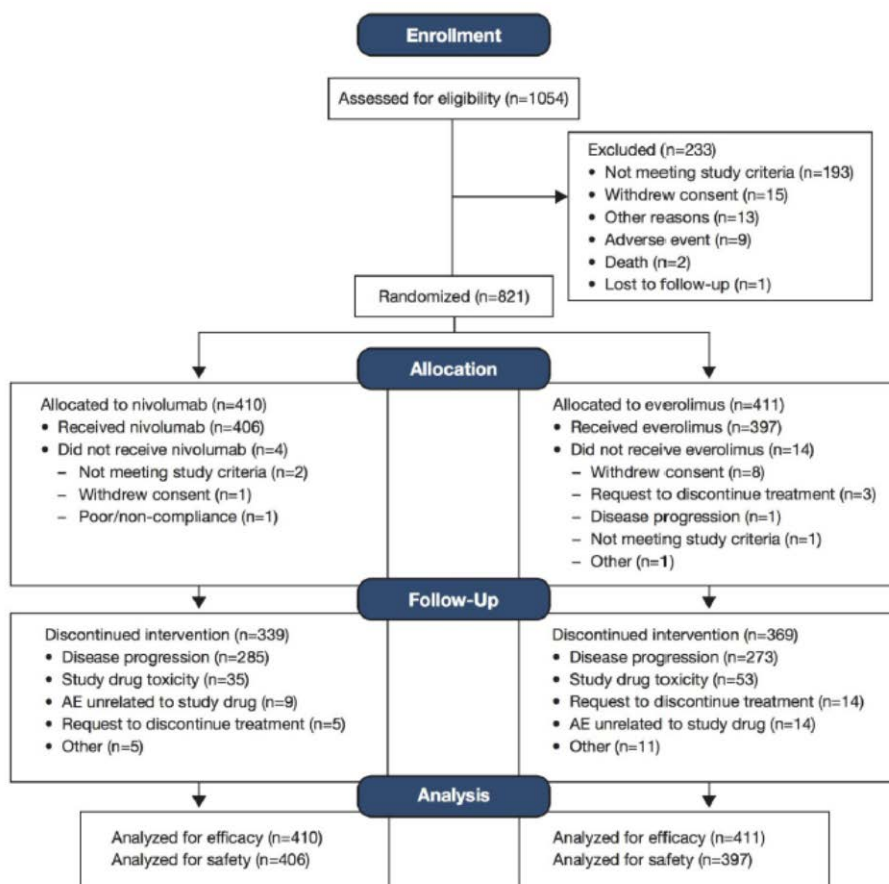 Enrollment
Assessed for eligibility (n=1054)
Excluded (n=233)
• Not meeting study criteria (n=193)
• Withdrew consent (n=15)
• Other reasons (n=13)
• Adverse event (n=9)
• Death (n=2)
• Lost to follow-up (n=1)
Randomized (n=821)
Allocation
Allocated to nivolumab (n=410)
• Received nivolumab (n=406)
• Did not receive nivolumab (n=4)
– Not meeting study criteria (n=2)
– Withdrew consent (n=1)
– Poor/non-compliance (n=1)
Allocated to everolimus (n=411)
• Received everolimus (n=397)
• Did not receive everolimus (n=14)
– Withdrew consent (n=8)
– Request to discontinue treatment (n=3)
– Disease progression (n=1)
– Not meeting study criteria (n=1)
– Other (n=1)
Follow-Up
Discontinued intervention (n=339)
• Disease progression (n=285)
• Study drug toxicity (n=35)
• AE unrelated to study drug (n=9)
• Request to discontinue treatment (n=5)
• Other (n=5)
Discontinued intervention (n=369)
• Disease progression (n=273)
• Study drug toxicity (n=53)
• Request to discontinue treatment (n=14)
• AE unrelated to study drug (n=14)
• Other (n=11)
Analysis
Analyzed for efficacy (n=410)
Analyzed for safety (n=406)
Analyzed for efficacy (n=411)
Analyzed for safety (n=397)